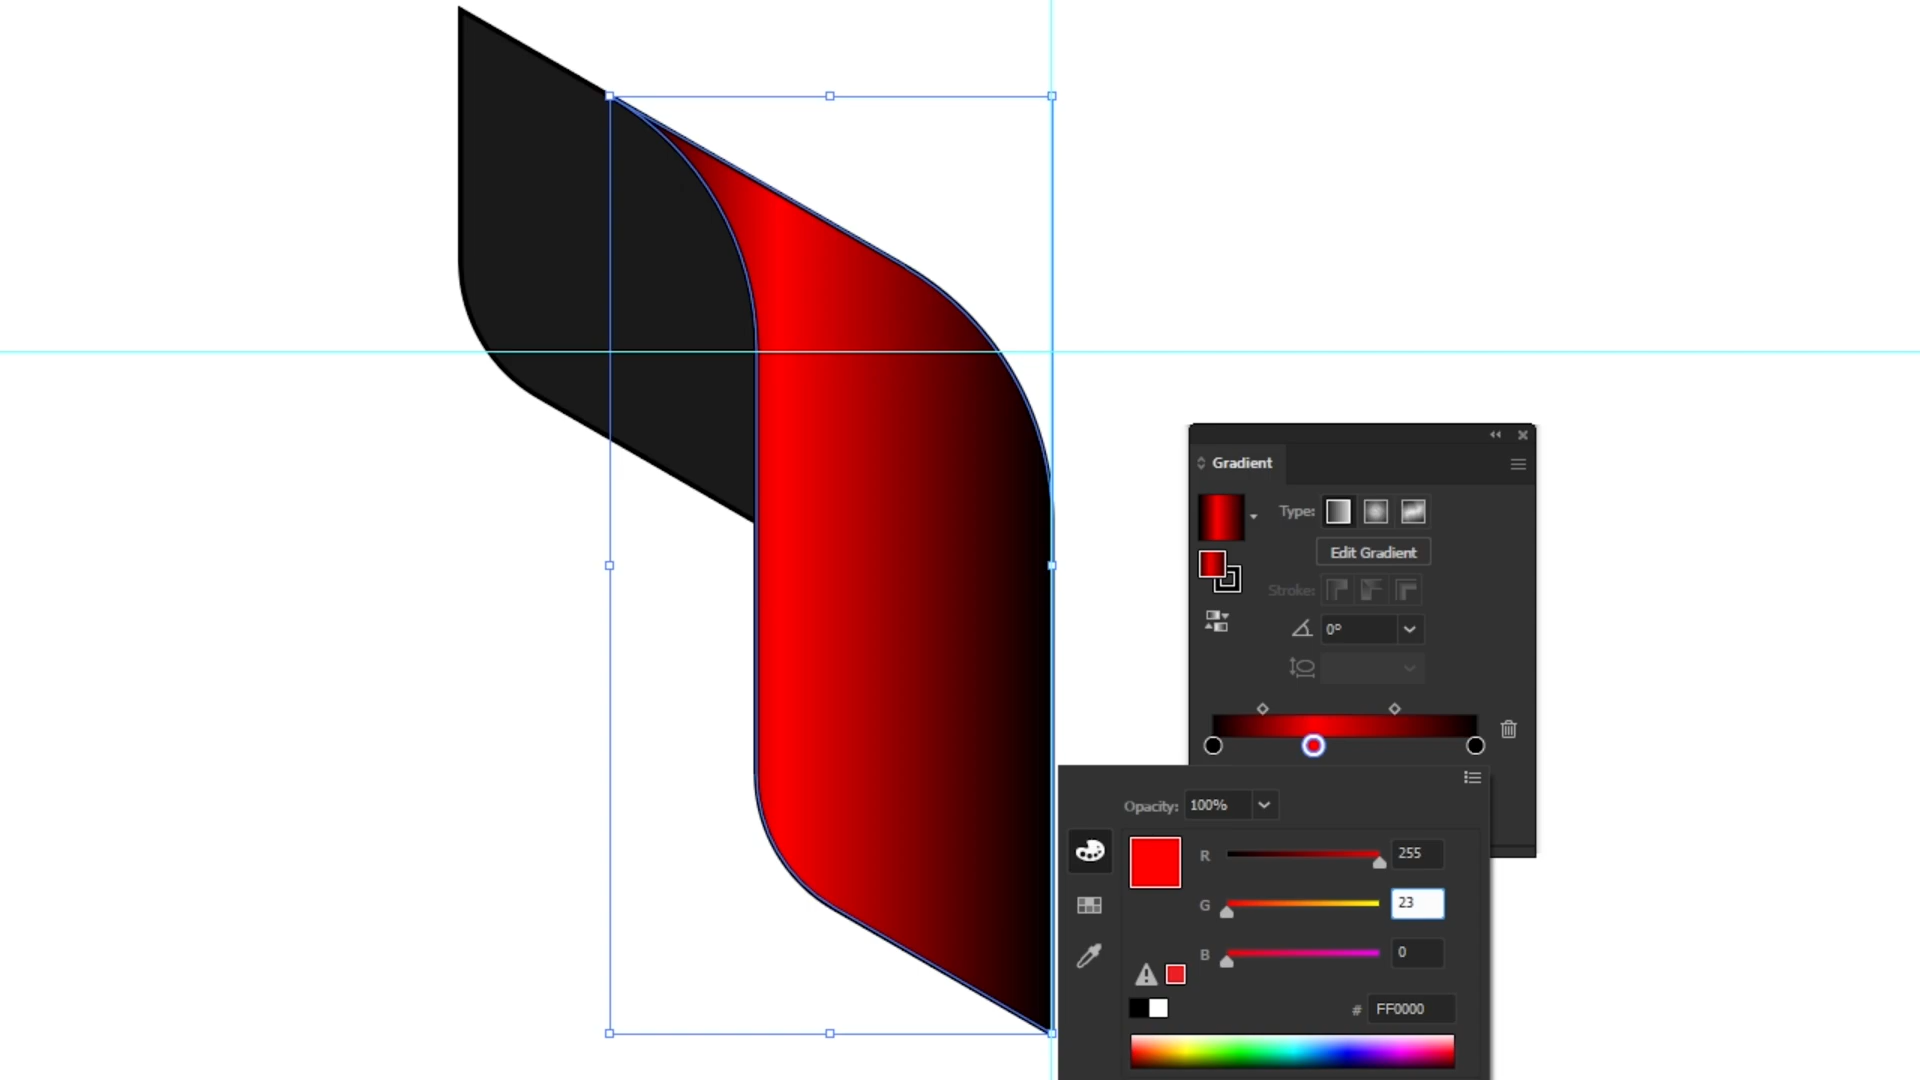 Gradient
Type:
Edit Gradient
Stroke:
0°
Opacity: 100%
R 255
G 23
B 0
# FF0000